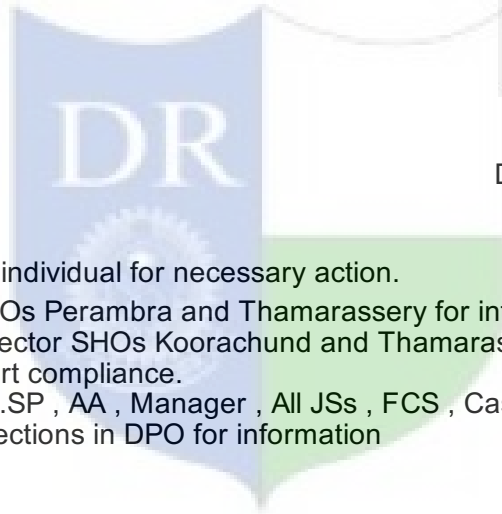 DR
D
individual for necessary action.
Os Perambra and Thamarassery for in
ector SHOs Koorachund and Thamaras
rt compliance.
.SP , AA , Manager , All JSs , FCS , Ca
ections in DPO for information